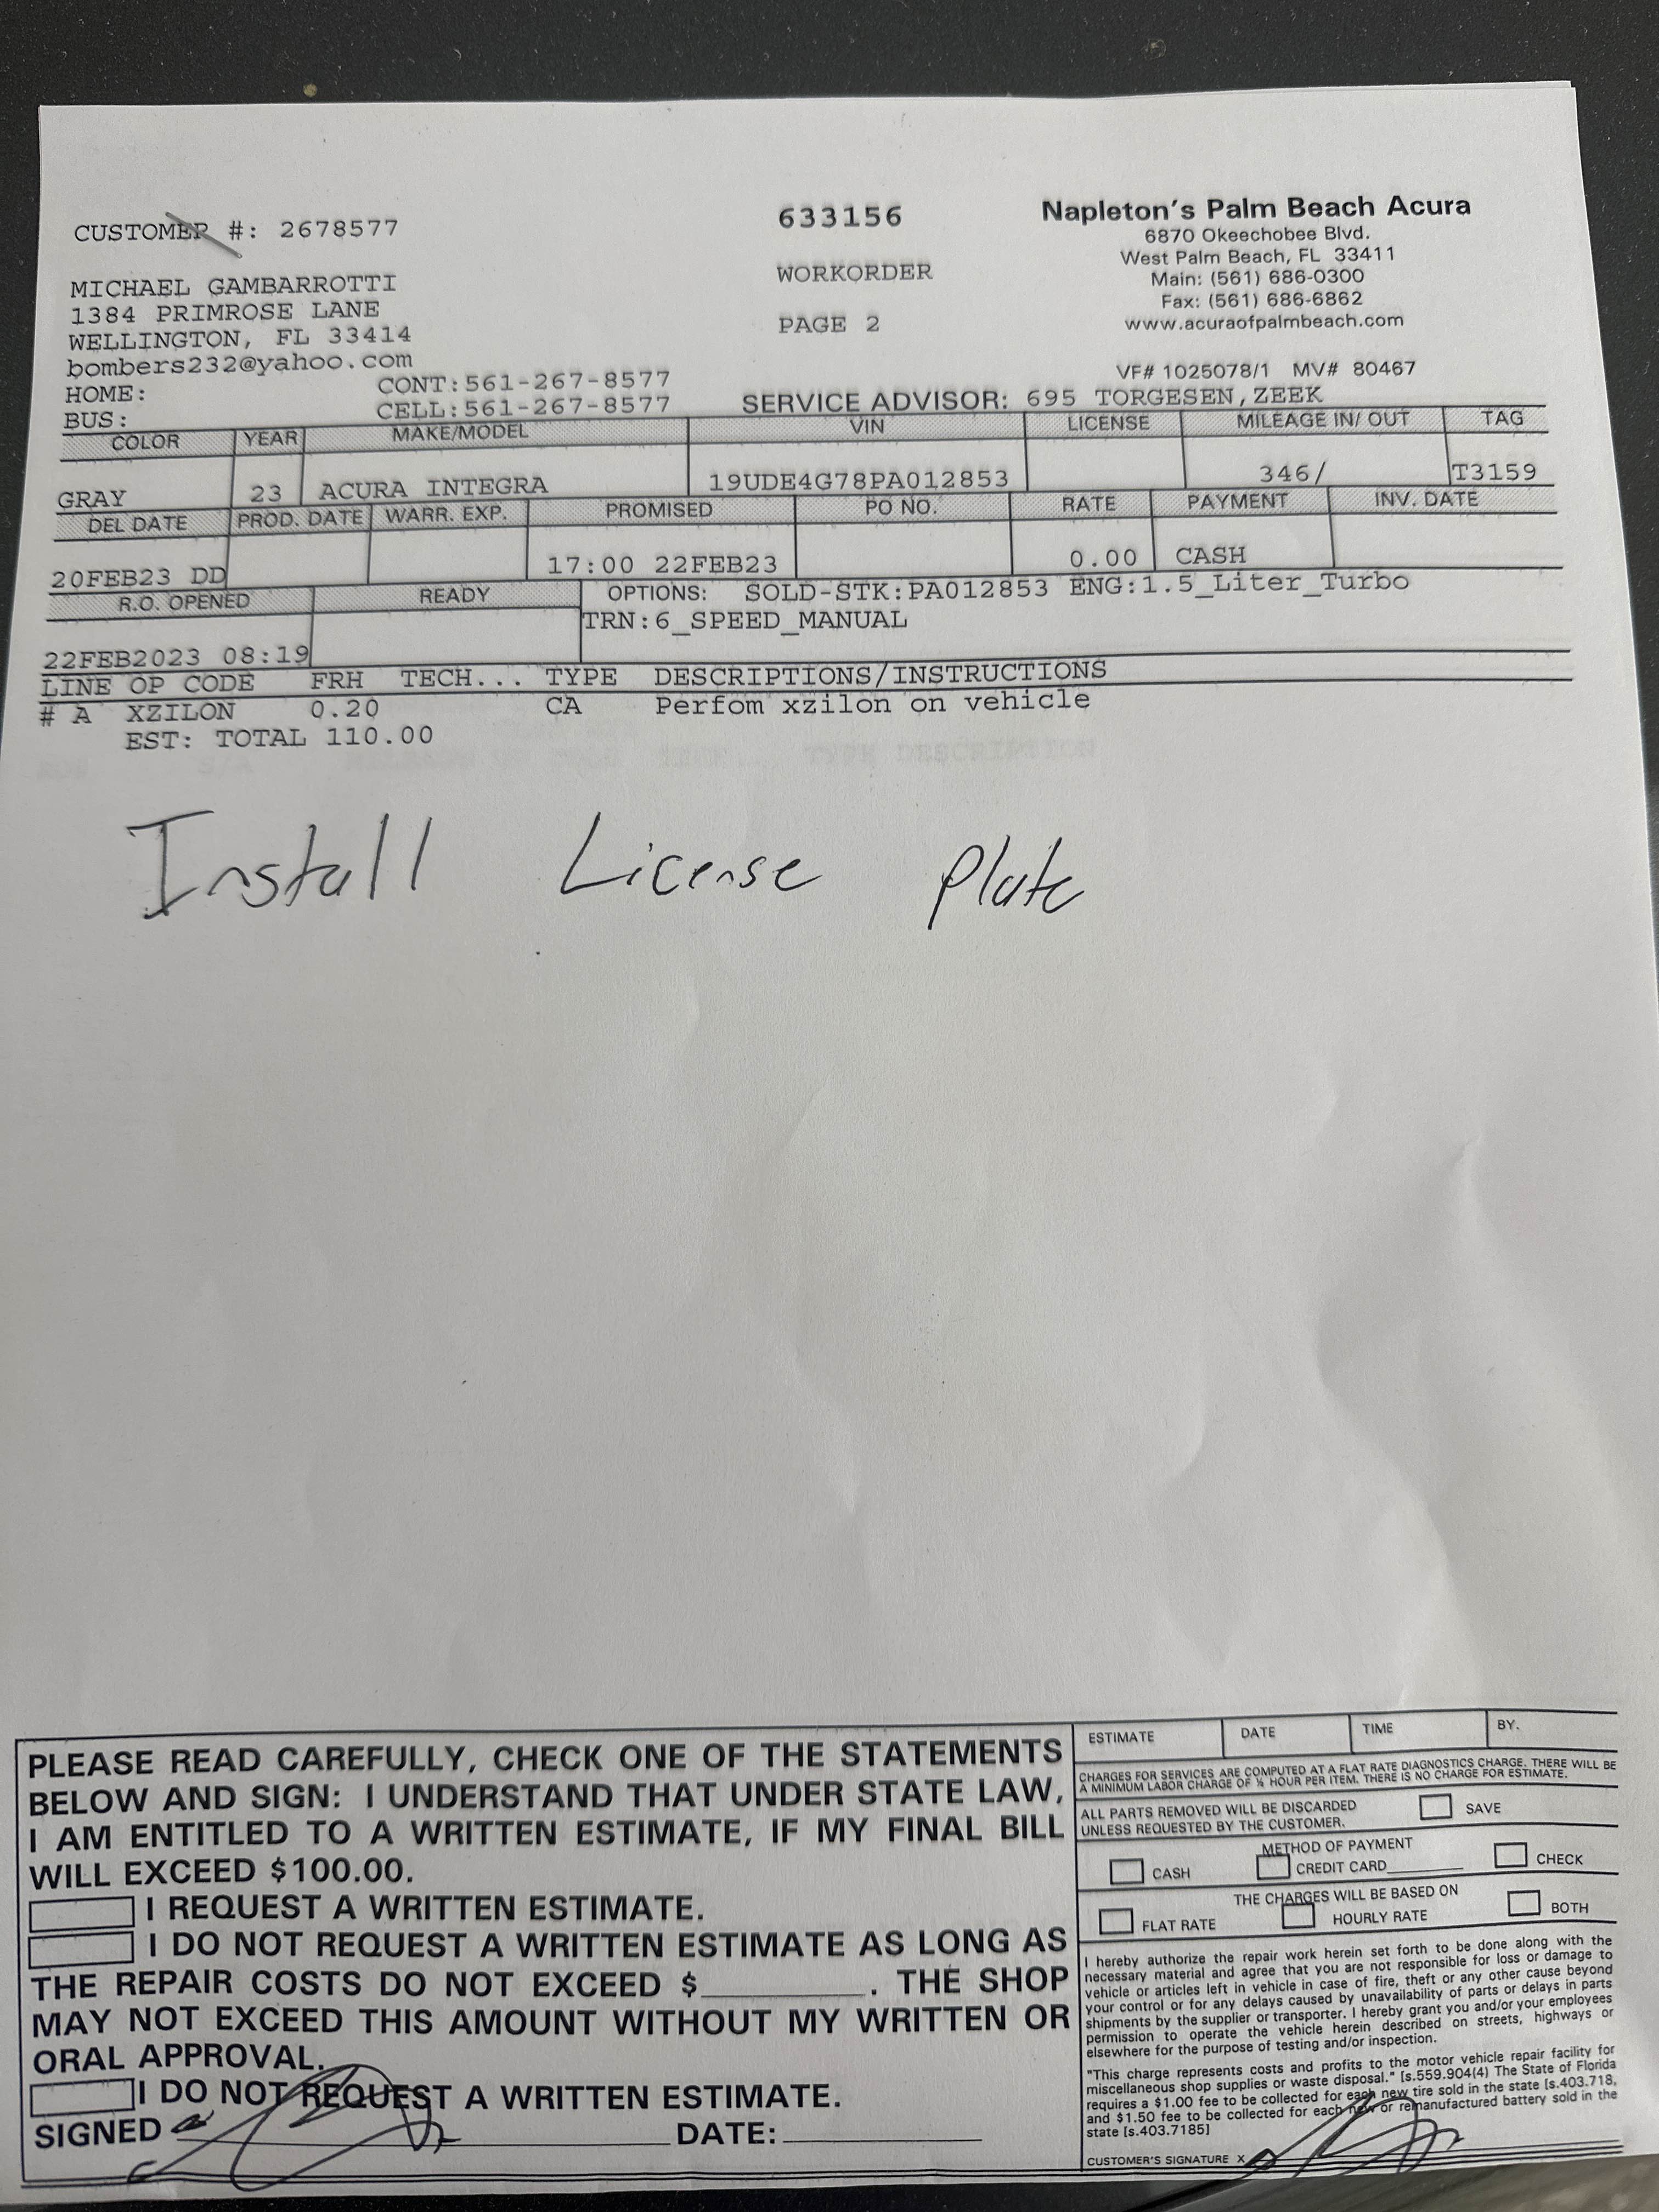 CUSTOMER #: 2678577
633156
Napleton's Palm Beach Acura
6870 Okeechobee Blvd.
West Palm Beach, FL 33411
Main: (561) 686-0300
Fax: (561) 686-6862
www.acuraofpalmbeach.com
WORKORDER
PAGE 2
MICHAEL GAMBARROTTI
1384 PRIMROSE LANE
WELLINGTON, FL 33414
bombers232@yahoo.com
VF# 1025078/1 MV# 80467
HOME: CONT:561-267-8577
BUS: CELL:561-267-8577
SERVICE ADVISOR: 695 TORGESEN,ZEEK
COLOR YEAR MAKE/MODEL VIN LICENSE MILEAGE IN/ OUT TAG
GRAY 23 ACURA INTEGRA 19UDE4G78PA012853 346/ T3159
DEL DATE PROD. DATE WARR. EXP. PROMISED PO NO. RATE PAYMENT INV. DATE
20FEB23 DD 17:00 22FEB23 0.00 CASH
R.O. OPENED READY OPTIONS: SOLD-STK:PA012853 ENG:1.5_Liter_Turbo
TRN:6_SPEED_MANUAL
22FEB2023 08:19
LINE OP CODE FRH TECH... TYPE DESCRIPTIONS/INSTRUCTIONS
# A XZILON 0.20 CA Perfom xzilon on vehicle
EST: TOTAL 110.00
Install License Plate
PLEASE READ CAREFULLY, CHECK ONE OF THE STATEMENTS
BELOW AND SIGN: I UNDERSTAND THAT UNDER STATE LAW,
I AM ENTITLED TO A WRITTEN ESTIMATE, IF MY FINAL BILL
WILL EXCEED $100.00.
I REQUEST A WRITTEN ESTIMATE.
I DO NOT REQUEST A WRITTEN ESTIMATE AS LONG AS
THE REPAIR COSTS DO NOT EXCEED $________. THE SHOP
MAY NOT EXCEED THIS AMOUNT WITHOUT MY WRITTEN OR
ORAL APPROVAL.
I DO NOT REQUEST A WRITTEN ESTIMATE.
SIGNED DATE:
ESTIMATE DATE TIME BY.
CHARGES FOR SERVICES ARE COMPUTED AT A FLAT RATE DIAGNOSTICS CHARGE. THERE WILL BE
A MINIMUM LABOR CHARGE OF ½ HOUR PER ITEM. THERE IS NO CHARGE FOR ESTIMATE.
ALL PARTS REMOVED WILL BE DISCARDED
UNLESS REQUESTED BY THE CUSTOMER. SAVE
METHOD OF PAYMENT
CASH CREDIT CARD CHECK
THE CHARGES WILL BE BASED ON
FLAT RATE HOURLY RATE BOTH
I hereby authorize the repair work herein set forth to be done along with the
necessary material and agree that you are not responsible for loss or damage to
vehicle or articles left in vehicle in case of fire, theft or any other cause beyond
your control or for any delays caused by unavailability of parts or delays in parts
shipments by the supplier or transporter. I hereby grant you and/or your employees
permission to operate the vehicle herein described on streets, highways or
elsewhere for the purpose of testing and/or inspection.
"This charge represents costs and profits to the motor vehicle repair facility for
miscellaneous shop supplies or waste disposal." [s.559.904(4) The State of Florida
requires a $1.00 fee to be collected for each new tire sold in the state [s.403.718,
and $1.50 fee to be collected for each new or remanufactured battery sold in the
state [s.403.7185]
CUSTOMER'S SIGNATURE X